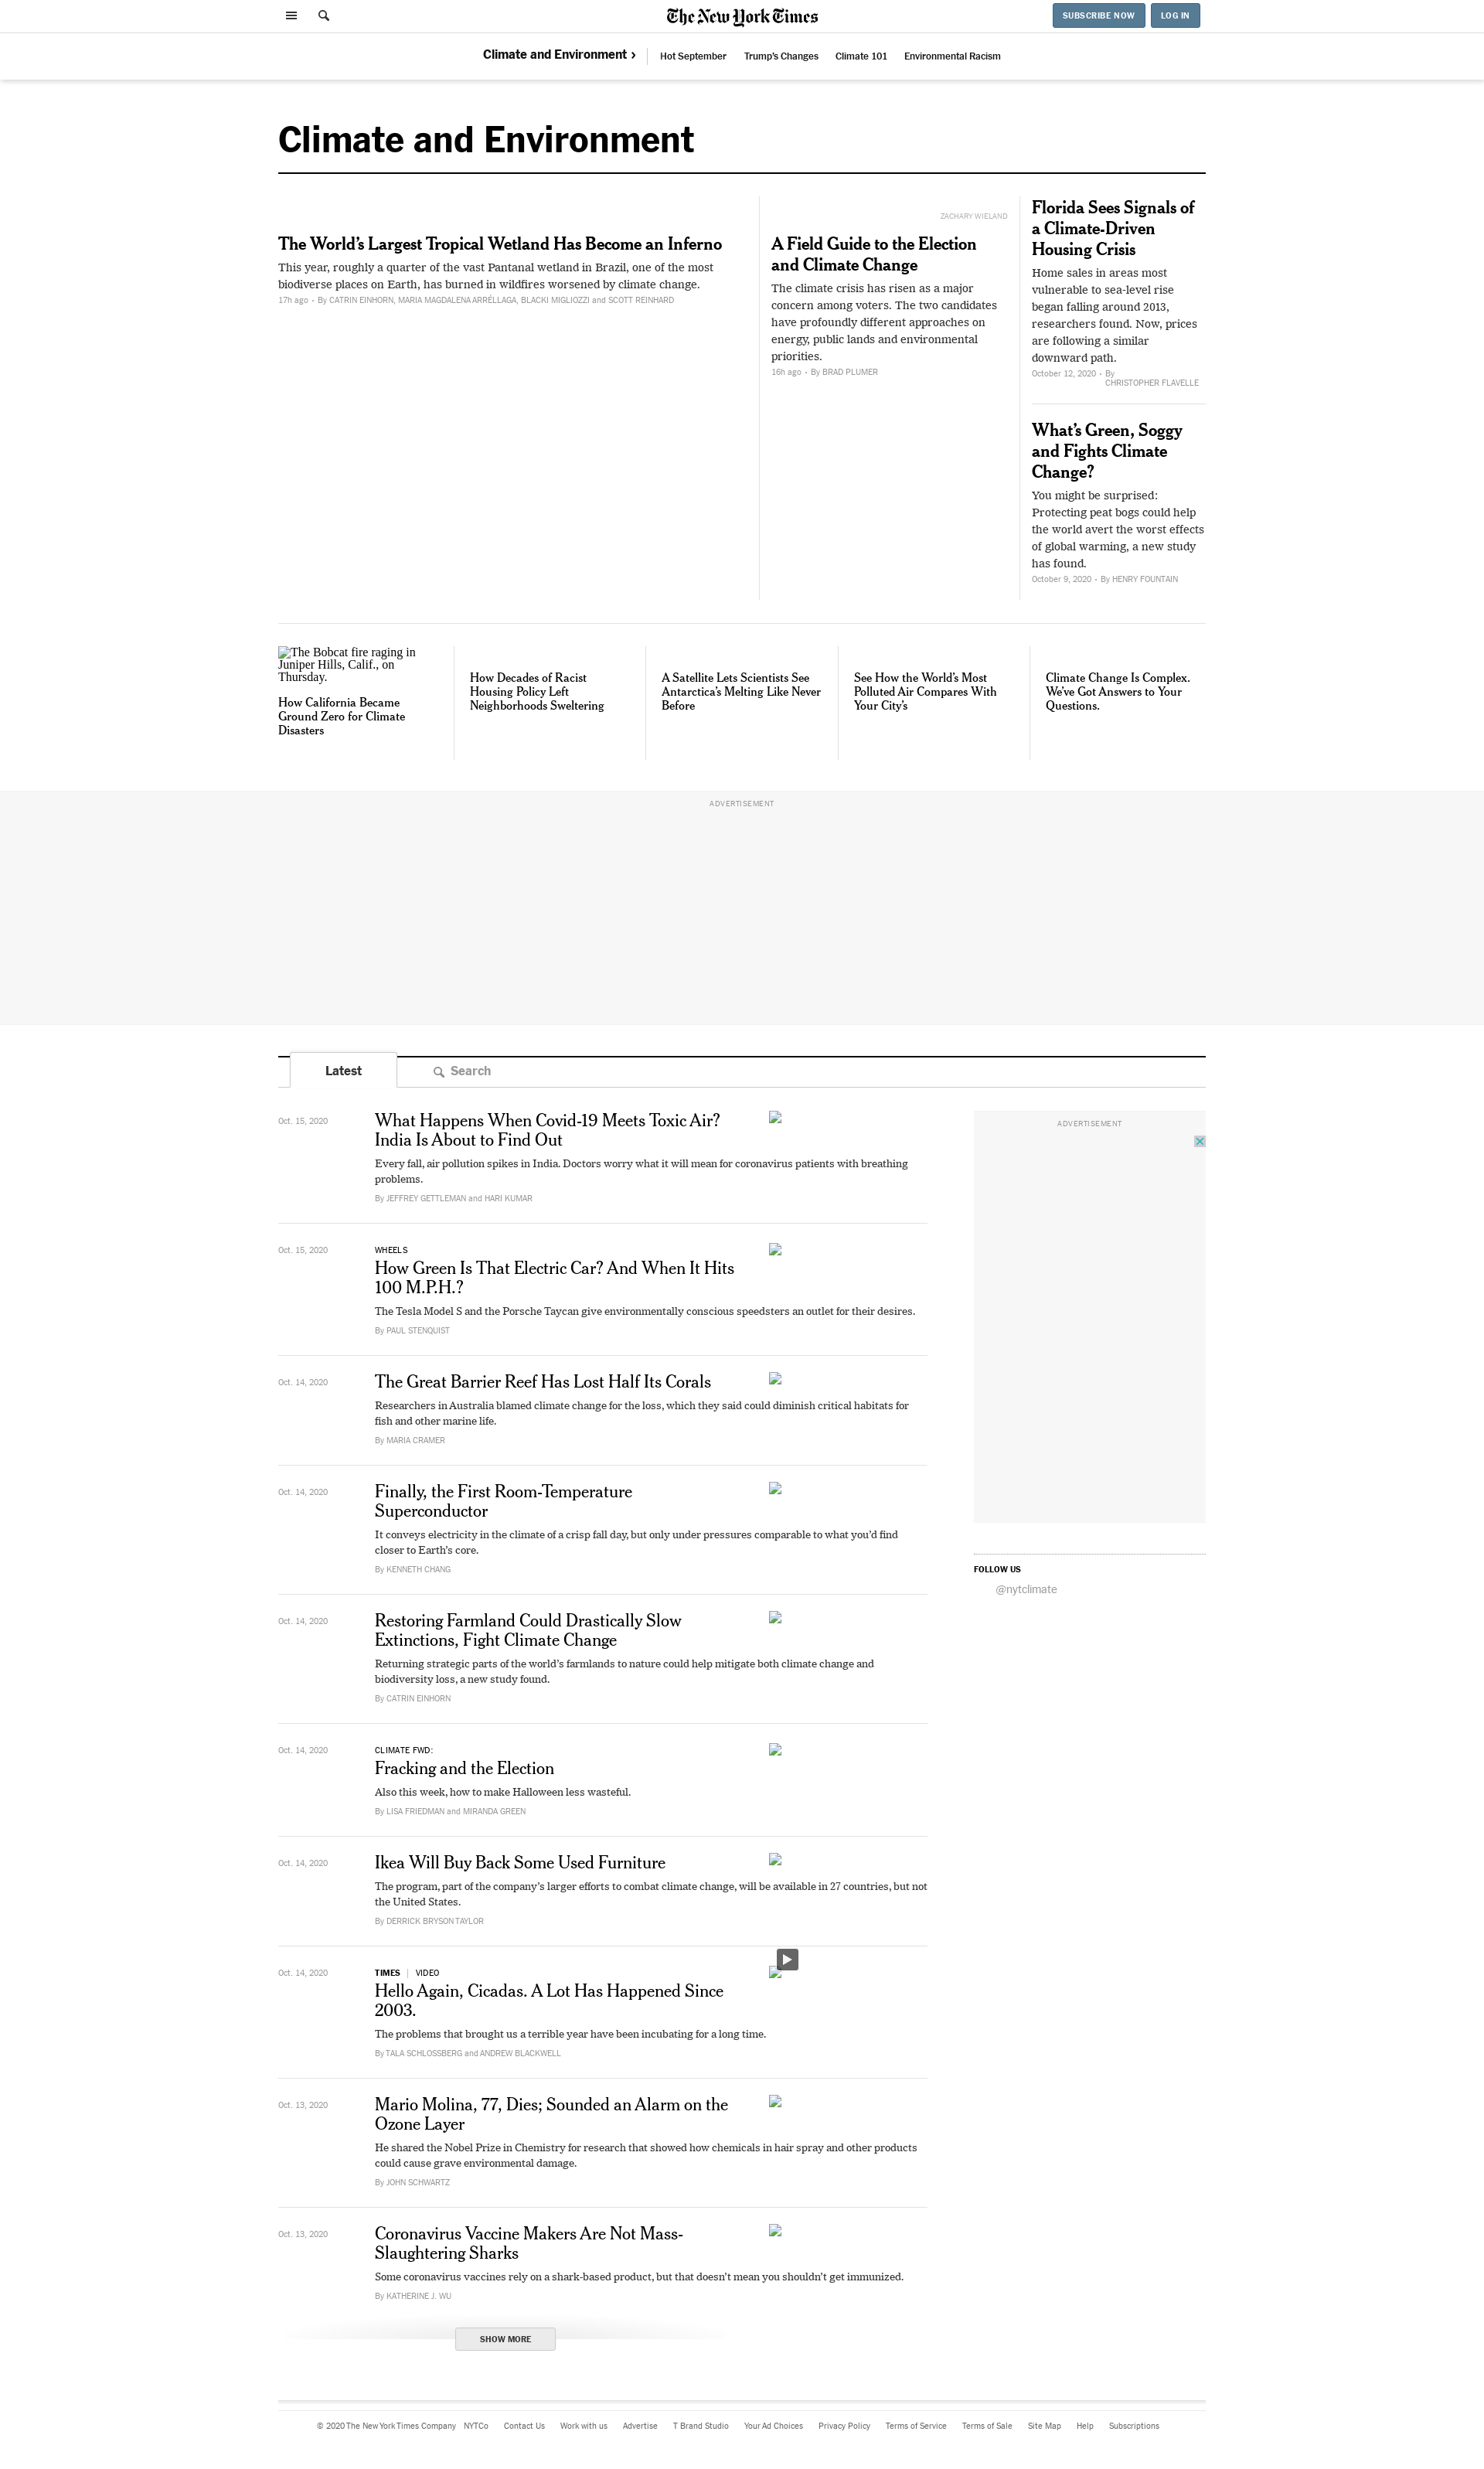 The New York Times
SUBSCRIBE NOW
LOG IN
Climate and Environment ›
Hot September
Trump's Changes
Climate 101
Environmental Racism
Climate and Environment
The World's Largest Tropical Wetland Has Become an Inferno
This year, roughly a quarter of the vast Pantanal wetland in Brazil, one of the most
biodiverse places on Earth, has burned in wildfires worsened by climate change.
17h ago • By CATRIN EINHORN, MARIA MAGDALENA ARRÉLLAGA, BLACKI MIGLIOZZI and SCOTT REINHARD
ZACHARY WIELAND
A Field Guide to the Election
and Climate Change
The climate crisis has risen as a major
concern among voters. The two candidates
have profoundly different approaches on
energy, public lands and environmental
priorities.
16h ago • By BRAD PLUMER
Florida Sees Signals of
a Climate-Driven
Housing Crisis
Home sales in areas most
vulnerable to sea-level rise
began falling around 2013,
researchers found. Now, prices
are following a similar
downward path.
October 12, 2020 • By
CHRISTOPHER FLAVELLE
What's Green, Soggy
and Fights Climate
Change?
You might be surprised:
Protecting peat bogs could help
the world avert the worst effects
of global warming, a new study
has found.
October 9, 2020 • By HENRY FOUNTAIN
The Bobcat fire raging in
Juniper Hills, Calif., on
Thursday.
How California Became
Ground Zero for Climate
Disasters
How Decades of Racist
Housing Policy Left
Neighborhoods Sweltering
A Satellite Lets Scientists See
Antarctica's Melting Like Never
Before
See How the World's Most
Polluted Air Compares With
Your City's
Climate Change Is Complex.
We've Got Answers to Your
Questions.
ADVERTISEMENT
Latest
Search
Oct. 15, 2020
What Happens When Covid-19 Meets Toxic Air?
India Is About to Find Out
Every fall, air pollution spikes in India. Doctors worry what it will mean for coronavirus patients with breathing
problems.
By JEFFREY GETTLEMAN and HARI KUMAR
ADVERTISEMENT
Oct. 15, 2020
WHEELS
How Green Is That Electric Car? And When It Hits
100 M.P.H.?
The Tesla Model S and the Porsche Taycan give environmentally conscious speedsters an outlet for their desires.
By PAUL STENQUIST
Oct. 14, 2020
The Great Barrier Reef Has Lost Half Its Corals
Researchers in Australia blamed climate change for the loss, which they said could diminish critical habitats for
fish and other marine life.
By MARIA CRAMER
Oct. 14, 2020
Finally, the First Room-Temperature
Superconductor
It conveys electricity in the climate of a crisp fall day, but only under pressures comparable to what you'd find
closer to Earth's core.
By KENNETH CHANG
FOLLOW US
@nytclimate
Oct. 14, 2020
Restoring Farmland Could Drastically Slow
Extinctions, Fight Climate Change
Returning strategic parts of the world's farmlands to nature could help mitigate both climate change and
biodiversity loss, a new study found.
By CATRIN EINHORN
Oct. 14, 2020
CLIMATE FWD:
Fracking and the Election
Also this week, how to make Halloween less wasteful.
By LISA FRIEDMAN and MIRANDA GREEN
Oct. 14, 2020
Ikea Will Buy Back Some Used Furniture
The program, part of the company's larger efforts to combat climate change, will be available in 27 countries, but not
the United States.
By DERRICK BRYSON TAYLOR
Oct. 14, 2020
TIMES | VIDEO
Hello Again, Cicadas. A Lot Has Happened Since
2003.
The problems that brought us a terrible year have been incubating for a long time.
By TALA SCHLOSSBERG and ANDREW BLACKWELL
Oct. 13, 2020
Mario Molina, 77, Dies; Sounded an Alarm on the
Ozone Layer
He shared the Nobel Prize in Chemistry for research that showed how chemicals in hair spray and other products
could cause grave environmental damage.
By JOHN SCHWARTZ
Oct. 13, 2020
Coronavirus Vaccine Makers Are Not Mass-
Slaughtering Sharks
Some coronavirus vaccines rely on a shark-based product, but that doesn't mean you shouldn't get immunized.
By KATHERINE J. WU
SHOW MORE
© 2020 The New York Times Company
NYTCo
Contact Us
Work with us
Advertise
T Brand Studio
Your Ad Choices
Privacy Policy
Terms of Service
Terms of Sale
Site Map
Help
Subscriptions